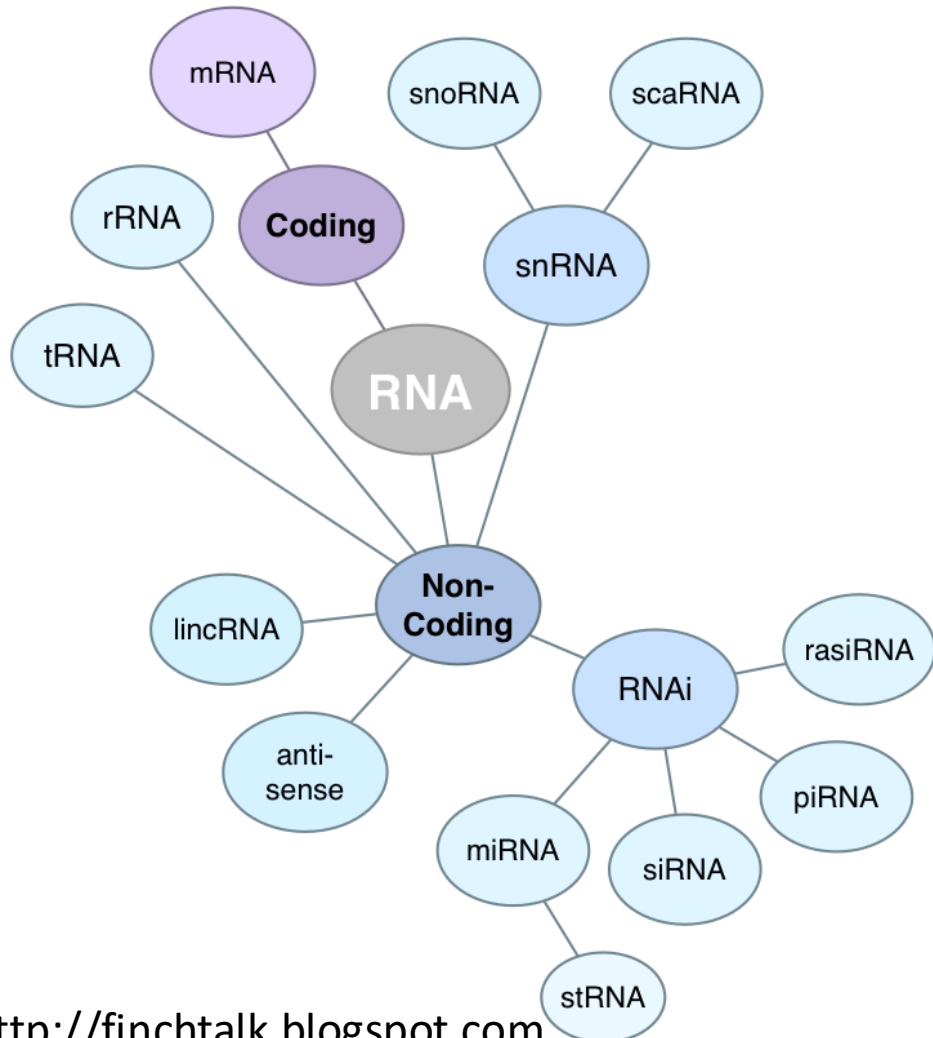 mRNA
snoRNA
scaRNA
rRNA
Coding
snRNA
tRNA
RNA
Non-
Coding
lincRNA
rasiRNA
RNAi
anti-
sense
piRNA
miRNA
siRNA
stRNA
ttp://finchtalk.blogspot.com